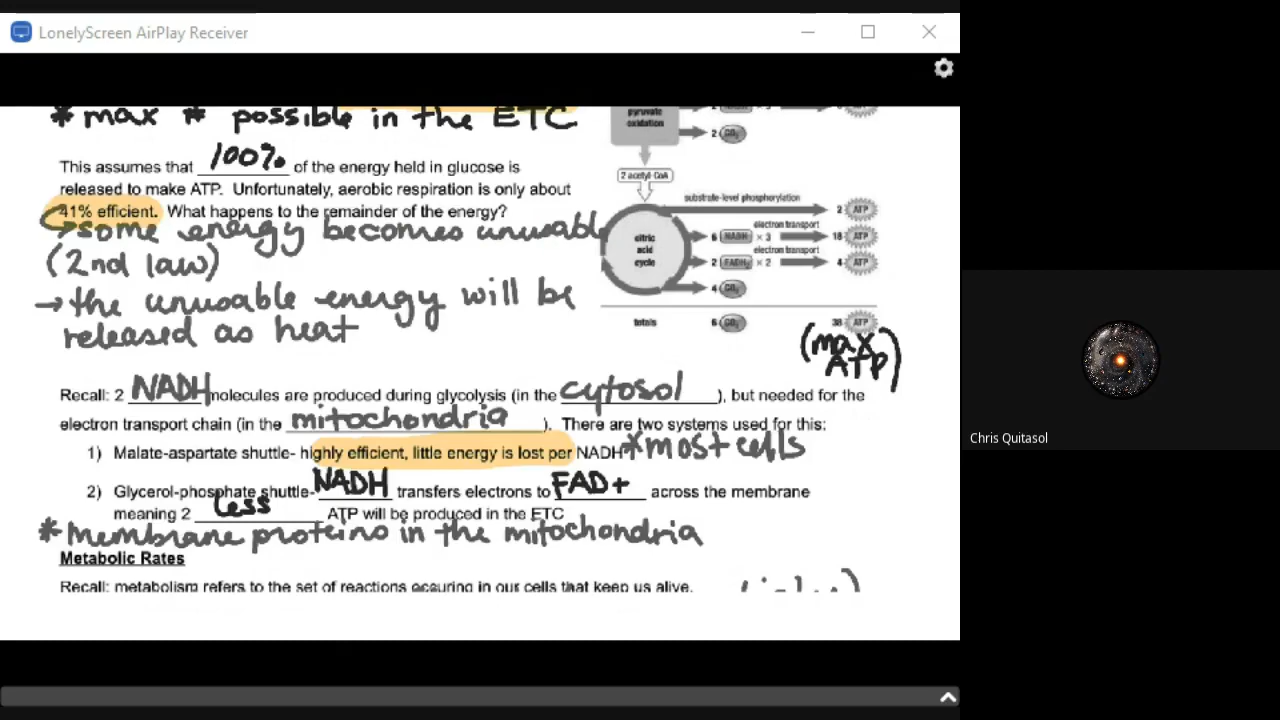 LonelyScreen AirPlay Receiver
*max * possible in the ETC
pyruvate
oxidation
2 CO₂
This assumes that 100% of the energy held in glucose is
released to make ATP. Unfortunately, aerobic respiration is only about
41% efficient. What happens to the remainder of the energy?
→some energy becomes unusable
(2nd law)
→ the unusable energy will be
released as heat
2 acetyl-CoA
substrate-level phosphorylation
2 ATP
citric
acid
cycle
electron transport
6 NADH × 3 18 ATP
electron transport
2 FADH₂ × 2 4 ATP
4 CO₂
totals 6 CO₂ 38 ATP
(max
ATP)
Recall: 2 NADH molecules are produced during glycolysis (in the cytosol), but needed for the
electron transport chain (in the mitochondria). There are two systems used for this:
1) Malate-aspartate shuttle- highly efficient, little energy is lost per NADH *most cells
2) Glycerol-phosphate shuttle- NADH transfers electrons to FAD+ across the membrane
meaning 2 less ATP will be produced in the ETC
* Membrane proteins in the mitochondria
Metabolic Rates
Recall: metabolism refers to the set of reactions occuring in our cells that keep us alive.
Chris Quitasol